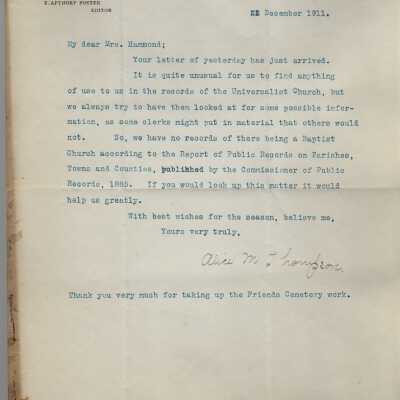 F. APTHORP FOSTER
EDITOR
22 December 1911.
My dear Mrs. Hammond;
Your letter of yesterday has just arrived.
It is quite unusual for us to find anything
of use to us in the records of the Universalist Church, but
we always try to have them looked at for some possible infor-
mation, as some clerks might put in material that others would
not. No, we have no records of there being a Baptist
Church according to the Report of Public Records on Parishes,
Towns and Counties, published by the Commissioner of Public
Records, 1885. If you would look up this matter it would
help us greatly.
With best wishes for the season, believe me,
Yours very truly,
Alice M Thompson
Thank you very much for taking up the Friends Cemetery work.